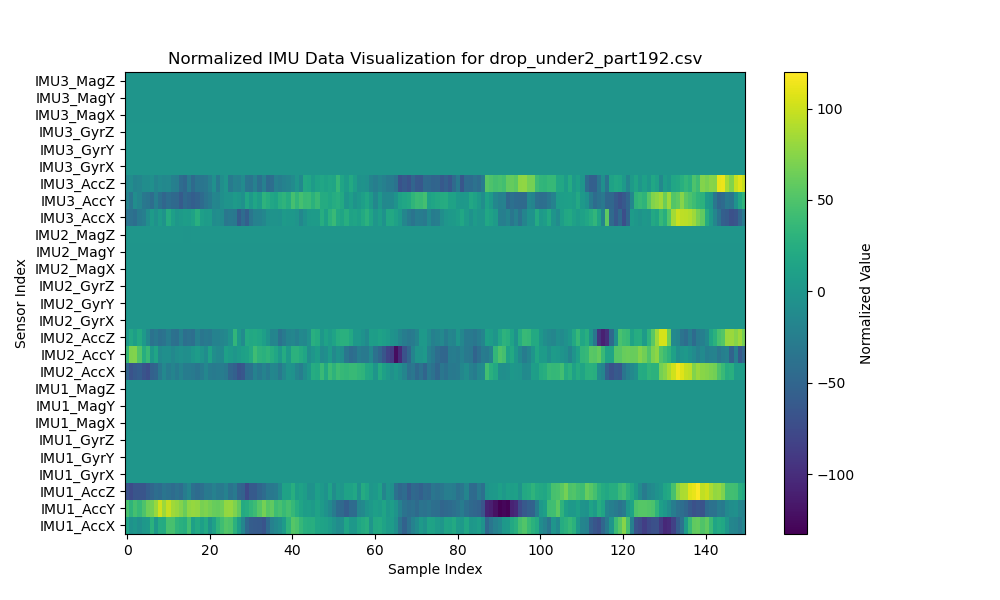 Normalized IMU Data Visualization for drop_under2_part192.csv
IMU3_MagZ
IMU3_MagY
IMU3_MagX
IMU3_GyrZ
IMU3_GyrY
IMU3_GyrX
IMU3_AccZ
IMU3_AccY
IMU3_AccX
IMU2_MagZ
IMU2_MagY
IMU2_MagX
IMU2_GyrZ
IMU2_GyrY
IMU2_GyrX
IMU2_AccZ
IMU2_AccY
IMU2_AccX
IMU1_MagZ
IMU1_MagY
IMU1_MagX
IMU1_GyrZ
IMU1_GyrY
IMU1_GyrX
IMU1_AccZ
IMU1_AccY
IMU1_AccX
Sensor Index
0 20 40 60 80 100 120 140
Sample Index
100
50
0
−50
−100
Normalized Value